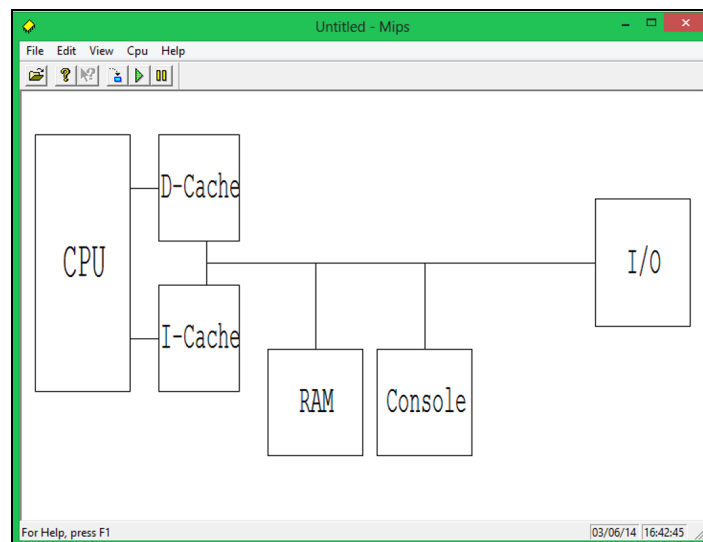 Untitled - Mips
File Edit View Cpu Help
D-Cache
CPU
I/O
I-Cache
RAM
Console
For Help, press F1
03/06/14 16:42:45